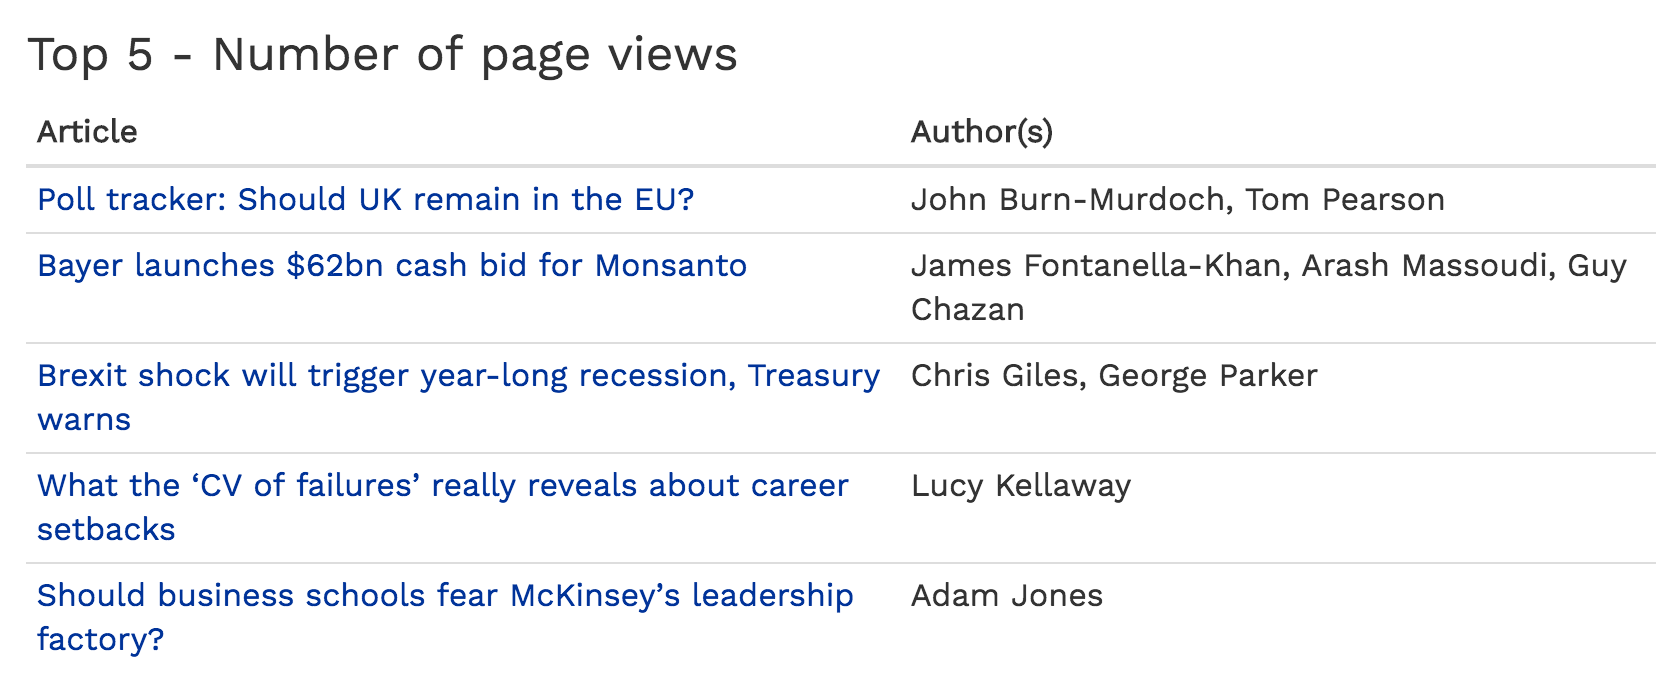 Top 5 - Number of page views
Article Author(s)
Poll tracker: Should UK remain in the EU? John Burn-Murdoch, Tom Pearson
Bayer launches $62bn cash bid for Monsanto James Fontanella-Khan, Arash Massoudi, Guy
Chazan
Brexit shock will trigger year-long recession, Treasury Chris Giles, George Parker
warns
What the ‘CV of failures’ really reveals about career Lucy Kellaway
setbacks
Should business schools fear McKinsey’s leadership Adam Jones
factory?